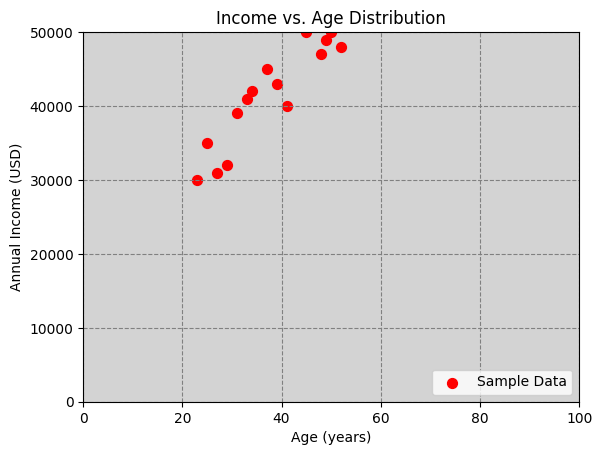 Income vs. Age Distribution
Annual Income (USD)
50000
40000
30000
20000
10000
0
Sample Data
0 20 40 60 80 100
Age (years)